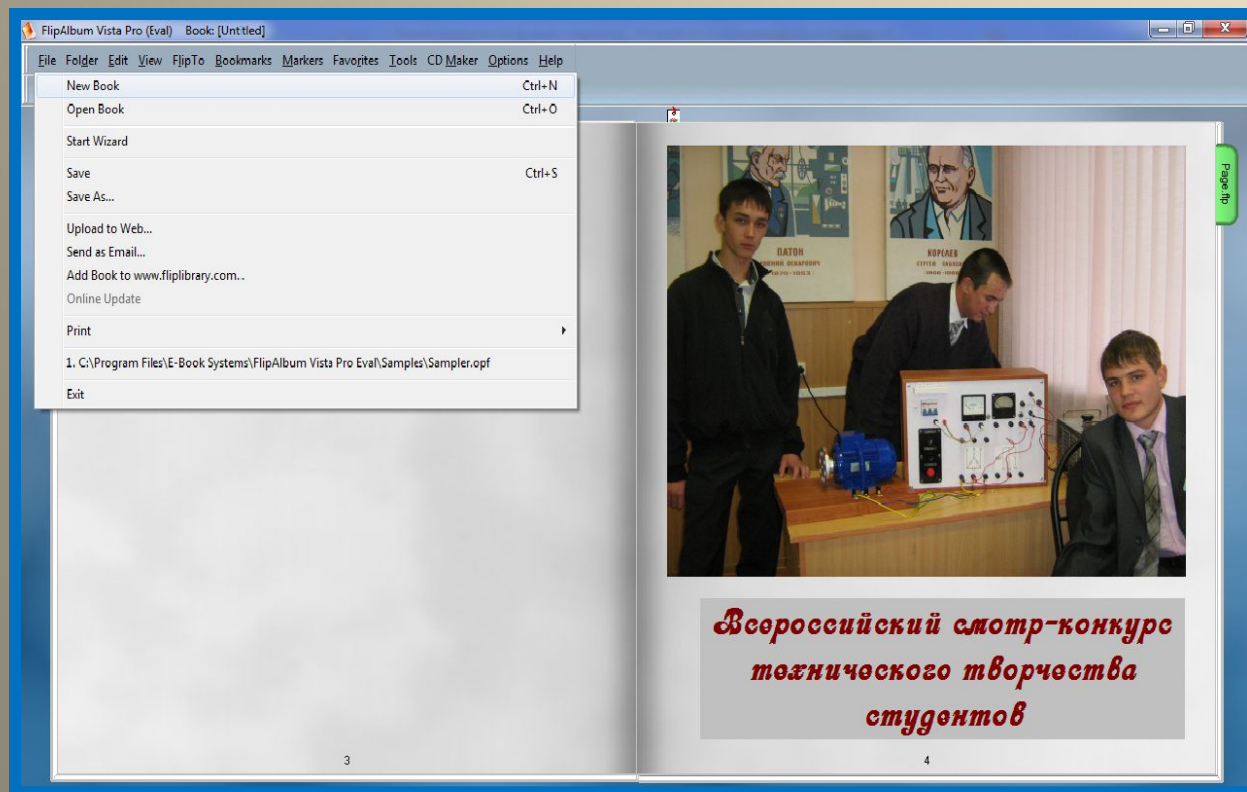 FlipAlbum Vista Pro (Eval) Book: [Untitled]
File Folder Edit View FlipTo Bookmarks Markers Favorites Tools CD Maker Options Help
New Book Ctrl+N
Open Book Ctrl+O
Start Wizard
Save Ctrl+S
Save As...
Upload to Web...
Send as Email...
Add Book to www.fliplibrary.com...
Online Update
Print
1. C:\Program Files\E-Book Systems\FlipAlbum Vista Pro Eval\Samples\Sampler.opf
Exit
3
Page.flp
ПАТОН
КОРОЛЕВ
Всероссийский смотр-конкурс
технического творчества
студентов
4